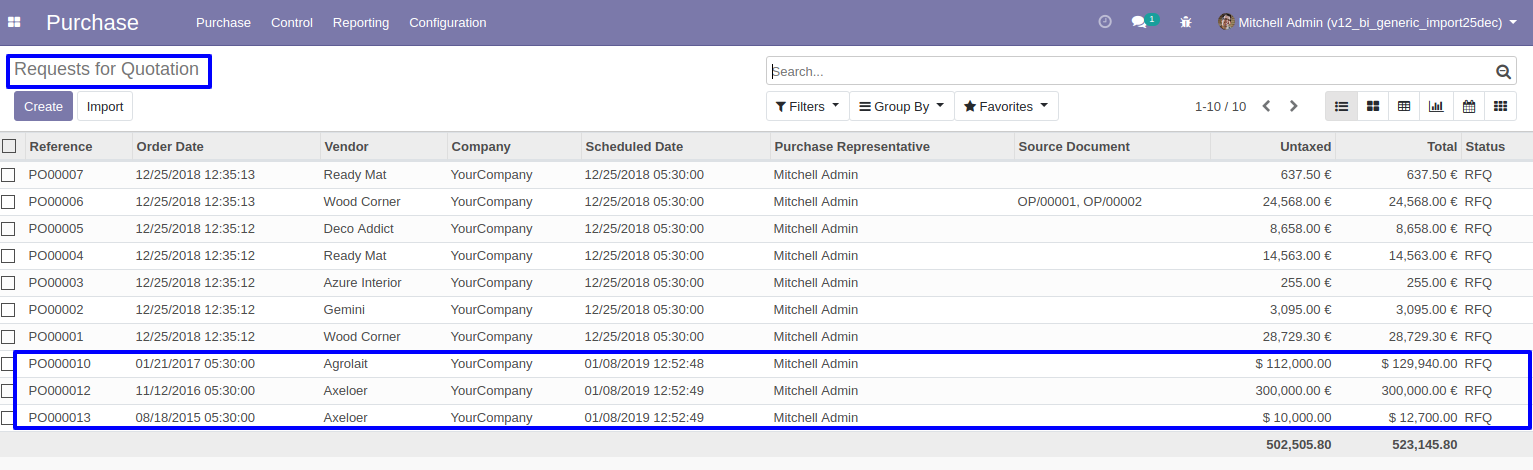 Purchase Purchase Control Reporting Configuration 1 Mitchell Admin (v12_bi_generic_import25dec)
Requests for Quotation Search...
Create Import Filters Group By Favorites 1-10 / 10
Reference Order Date Vendor Company Scheduled Date Purchase Representative Source Document Untaxed Total Status
PO00007 12/25/2018 12:35:13 Ready Mat YourCompany 12/25/2018 05:30:00 Mitchell Admin 637.50 € 637.50 € RFQ
PO00006 12/25/2018 12:35:13 Wood Corner YourCompany 12/25/2018 05:30:00 Mitchell Admin OP/00001, OP/00002 24,568.00 € 24,568.00 € RFQ
PO00005 12/25/2018 12:35:12 Deco Addict YourCompany 12/25/2018 05:30:00 Mitchell Admin 8,658.00 € 8,658.00 € RFQ
PO00004 12/25/2018 12:35:12 Ready Mat YourCompany 12/25/2018 05:30:00 Mitchell Admin 14,563.00 € 14,563.00 € RFQ
PO00003 12/25/2018 12:35:12 Azure Interior YourCompany 12/25/2018 05:30:00 Mitchell Admin 255.00 € 255.00 € RFQ
PO00002 12/25/2018 12:35:12 Gemini YourCompany 12/25/2018 05:30:00 Mitchell Admin 3,095.00 € 3,095.00 € RFQ
PO00001 12/25/2018 12:35:12 Wood Corner YourCompany 12/25/2018 05:30:00 Mitchell Admin 28,729.30 € 28,729.30 € RFQ
PO000010 01/21/2017 05:30:00 Agrolait YourCompany 01/08/2019 12:52:48 Mitchell Admin $ 112,000.00 $ 129,940.00 RFQ
PO000012 11/12/2016 05:30:00 Axeloer YourCompany 01/08/2019 12:52:49 Mitchell Admin 300,000.00 € 300,000.00 € RFQ
PO000013 08/18/2015 05:30:00 Axeloer YourCompany 01/08/2019 12:52:49 Mitchell Admin $ 10,000.00 $ 12,700.00 RFQ
502,505.80 523,145.80